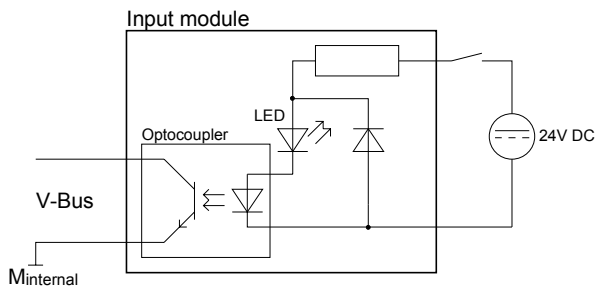 Input module
LED
Optocoupler
24V DC
V-Bus
Minternal